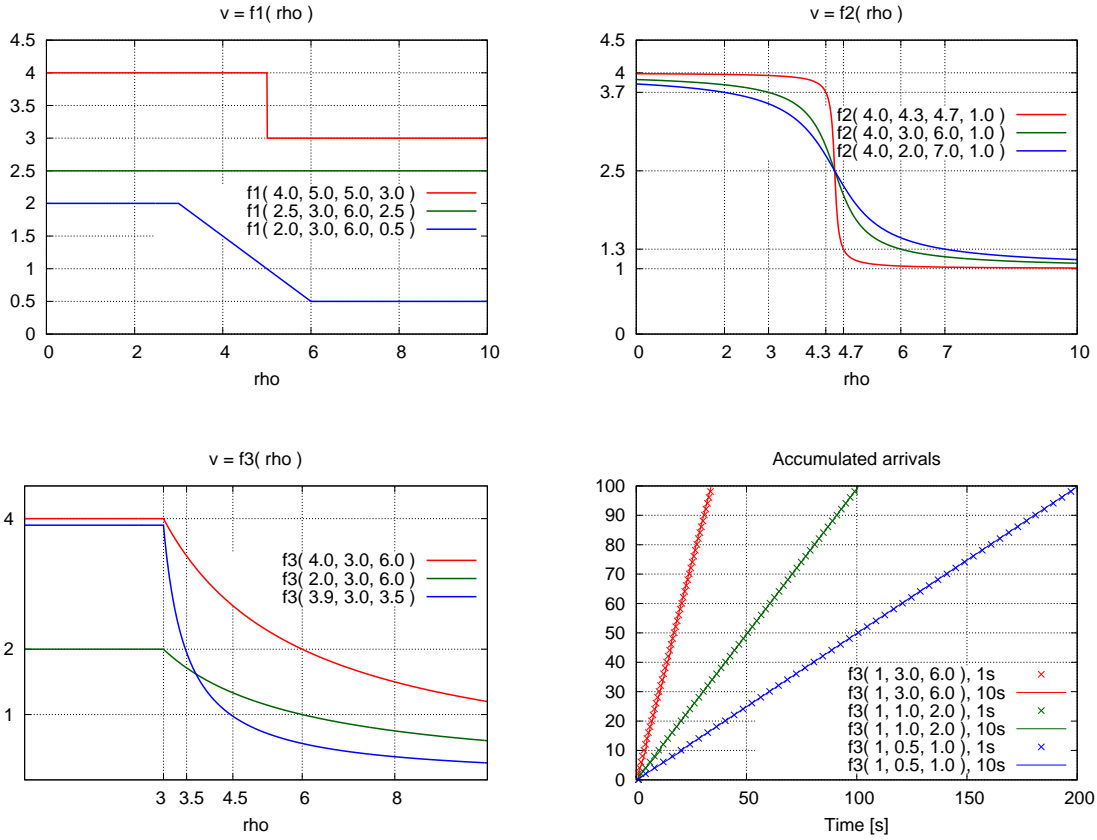 v = f1( rho )
4.5
4
3.5
3
2.5
2
1.5
1
0.5
0
f1( 4.0, 5.0, 5.0, 3.0 )
f1( 2.5, 3.0, 6.0, 2.5 )
f1( 2.0, 3.0, 6.0, 0.5 )
0 2 4 6 8 10
rho
v = f2( rho )
4.5
4
3.7
2.5
1.3
1
0
f2( 4.0, 4.3, 4.7, 1.0 )
f2( 4.0, 3.0, 6.0, 1.0 )
f2( 4.0, 2.0, 7.0, 1.0 )
0 2 3 4.3 4.7 6 7 10
rho
v = f3( rho )
4
2
1
f3( 4.0, 3.0, 6.0 )
f3( 2.0, 3.0, 6.0 )
f3( 3.9, 3.0, 3.5 )
3 3.5 4.5 6 8
rho
Accumulated arrivals
100
90
80
70
60
50
40
30
20
10
0
f3( 1, 3.0, 6.0 ), 1s
f3( 1, 3.0, 6.0 ), 10s
f3( 1, 1.0, 2.0 ), 1s
f3( 1, 1.0, 2.0 ), 10s
f3( 1, 0.5, 1.0 ), 1s
f3( 1, 0.5, 1.0 ), 10s
0 50 100 150 200
Time [s]